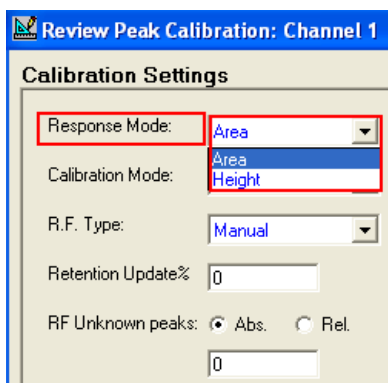 Review Peak Calibration: Channel 1
Calibration Settings
Response Mode: Area
Area
Calibration Mode: Height
R.F. Type: Manual
Retention Update% 0
RF Unknown peaks: Abs. Rel.
0